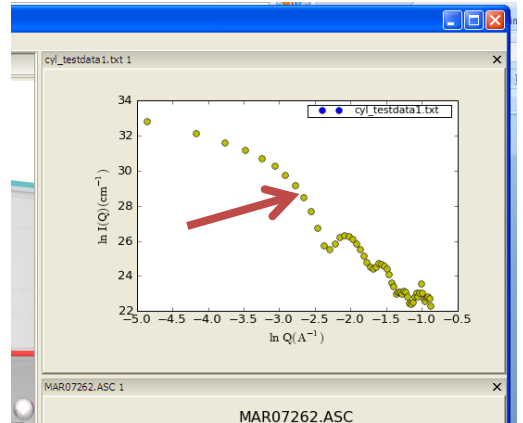 cyl_testdata1.txt 1
cyl_testdata1.txt
34
32
30
28
26
24
22
ln I(Q)(cm⁻¹)
−5.0 −4.5 −4.0 −3.5 −3.0 −2.5 −2.0 −1.5 −1.0 −0.5
ln Q(A⁻¹)
MAR07262.ASC 1
MAR07262.ASC